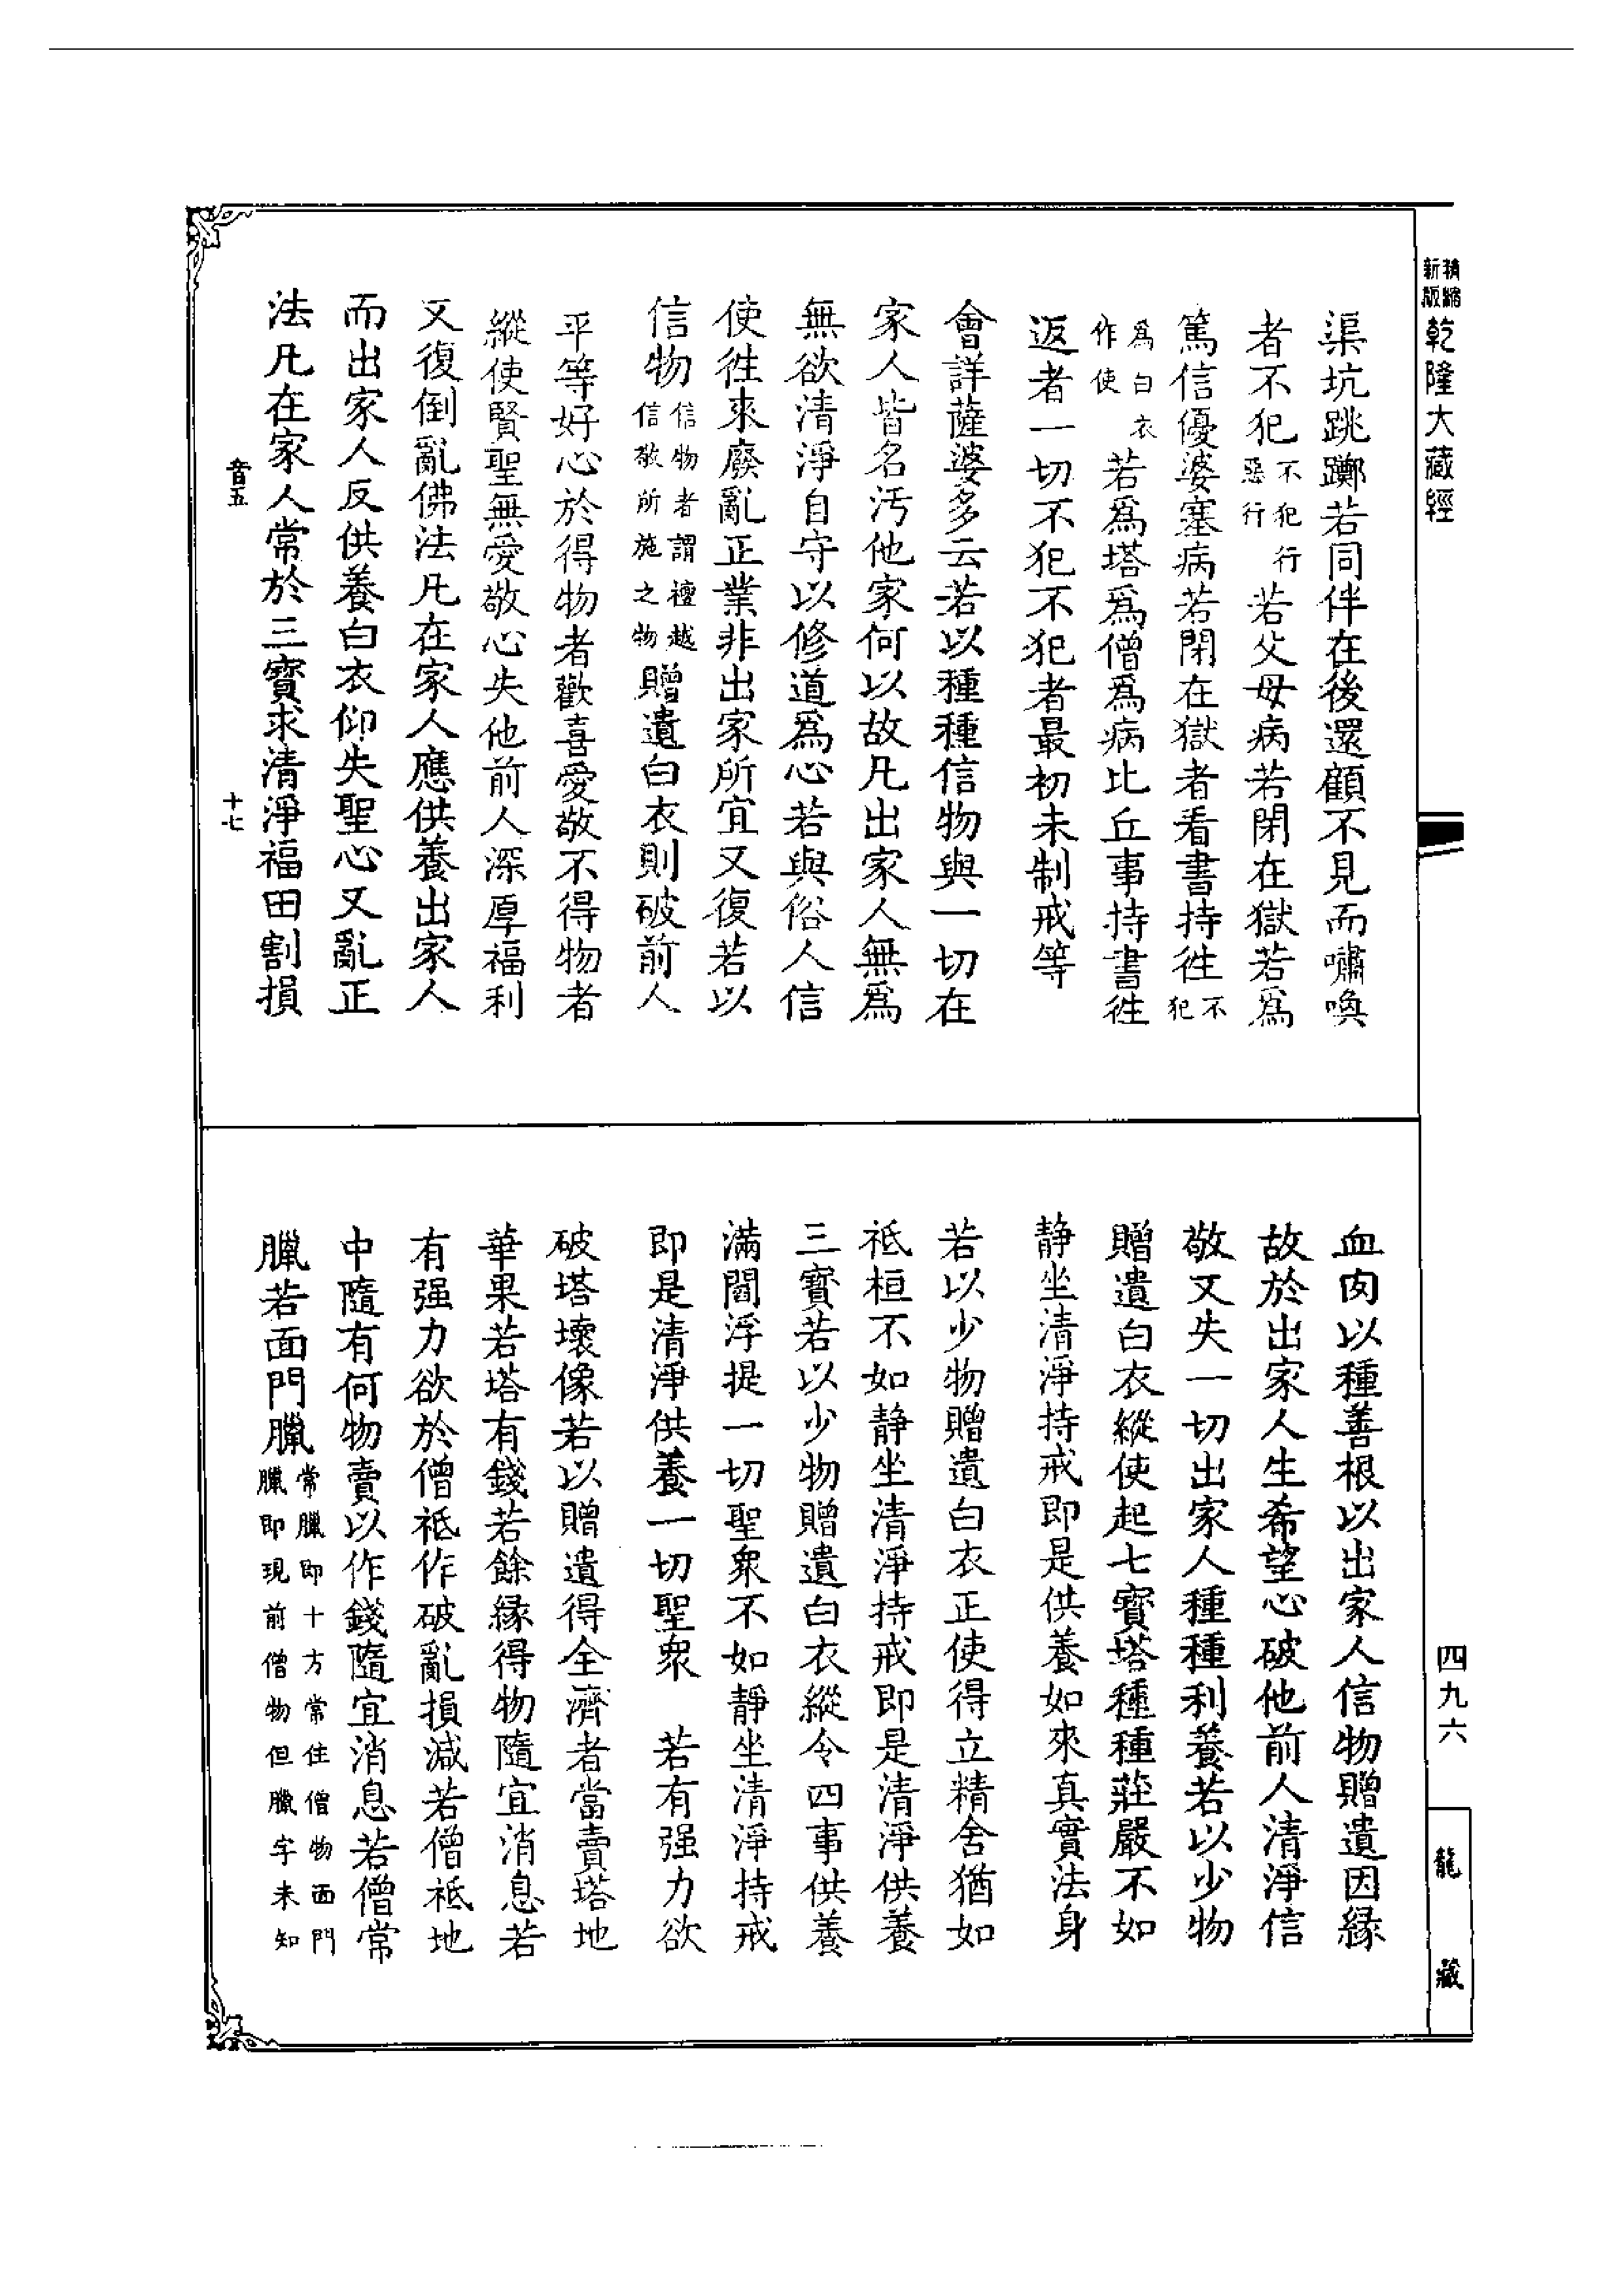 精縮
新版
乾隆大藏經
渠坑跳躑若同伴在後還顧不見而嘯喚
者不犯不犯行惡行若父母病若閉在獄若爲
篤信優婆塞病若閉在獄者看書持徃不犯
爲白衣作使若爲塔爲僧爲病比丘事持書徃
返者一切不犯不犯者最初未制戒等
會詳薩婆多云若以種種信物與一切在
家人皆名汚他家何以故凡出家人無爲
無欲清淨自守以修道爲心若與俗人信
使徃來廢亂正業非出家所宜又復若以
信物信物者謂檀越信敬所施之物贈遺白衣則破前人
平等好心於得物者歡喜愛敬不得物者
縱使賢聖無愛敬心失他前人深厚福利
又復倒亂佛法凡在家人應供養出家人
而出家人反供養白衣仰失聖心又亂正
法凡在家人常於三寶求清淨福田割損
音五
十七
血肉以種善根以出家人信物贈遺因緣
故於出家人生希望心破他前人清淨信
敬又失一切出家人種種利養若以少物
贈遺白衣縱使起七寶塔種種莊嚴不如
靜坐清淨持戒即是供養如來真實法身
若以少物贈遺白衣正使得立精舍猶如
祇桓不如靜坐清淨持戒即是清淨供養
三寶若以少物贈遺白衣縱令四事供養
滿閻浮提一切聖衆不如靜坐清淨持戒
即是清淨供養一切聖衆　若有强力欲
破塔壞像若以贈遺得全濟者當賣塔地
華果若塔有錢若餘緣得物隨宜消息若
有强力欲於僧祇作破亂損減若僧祇地
中隨有何物賣以作錢隨宜消息若僧常
臘若面門臘常臘即十方常住僧物面門臘即現前僧物但臘字未知
四九六
龍藏